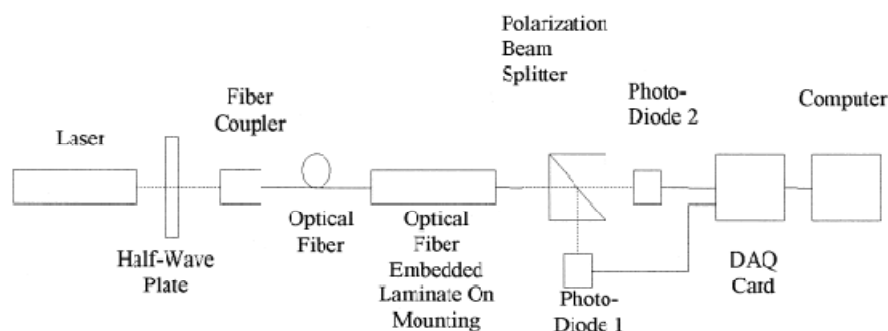 Polarization
Beam
Splitter
Fiber
Coupler
Photo-
Diode 2
Computer
Laser
Half-Wave
Plate
Optical
Fiber
Optical
Fiber
Embedded
Laminate On
Mounting
Photo-
Diode 1
DAQ
Card